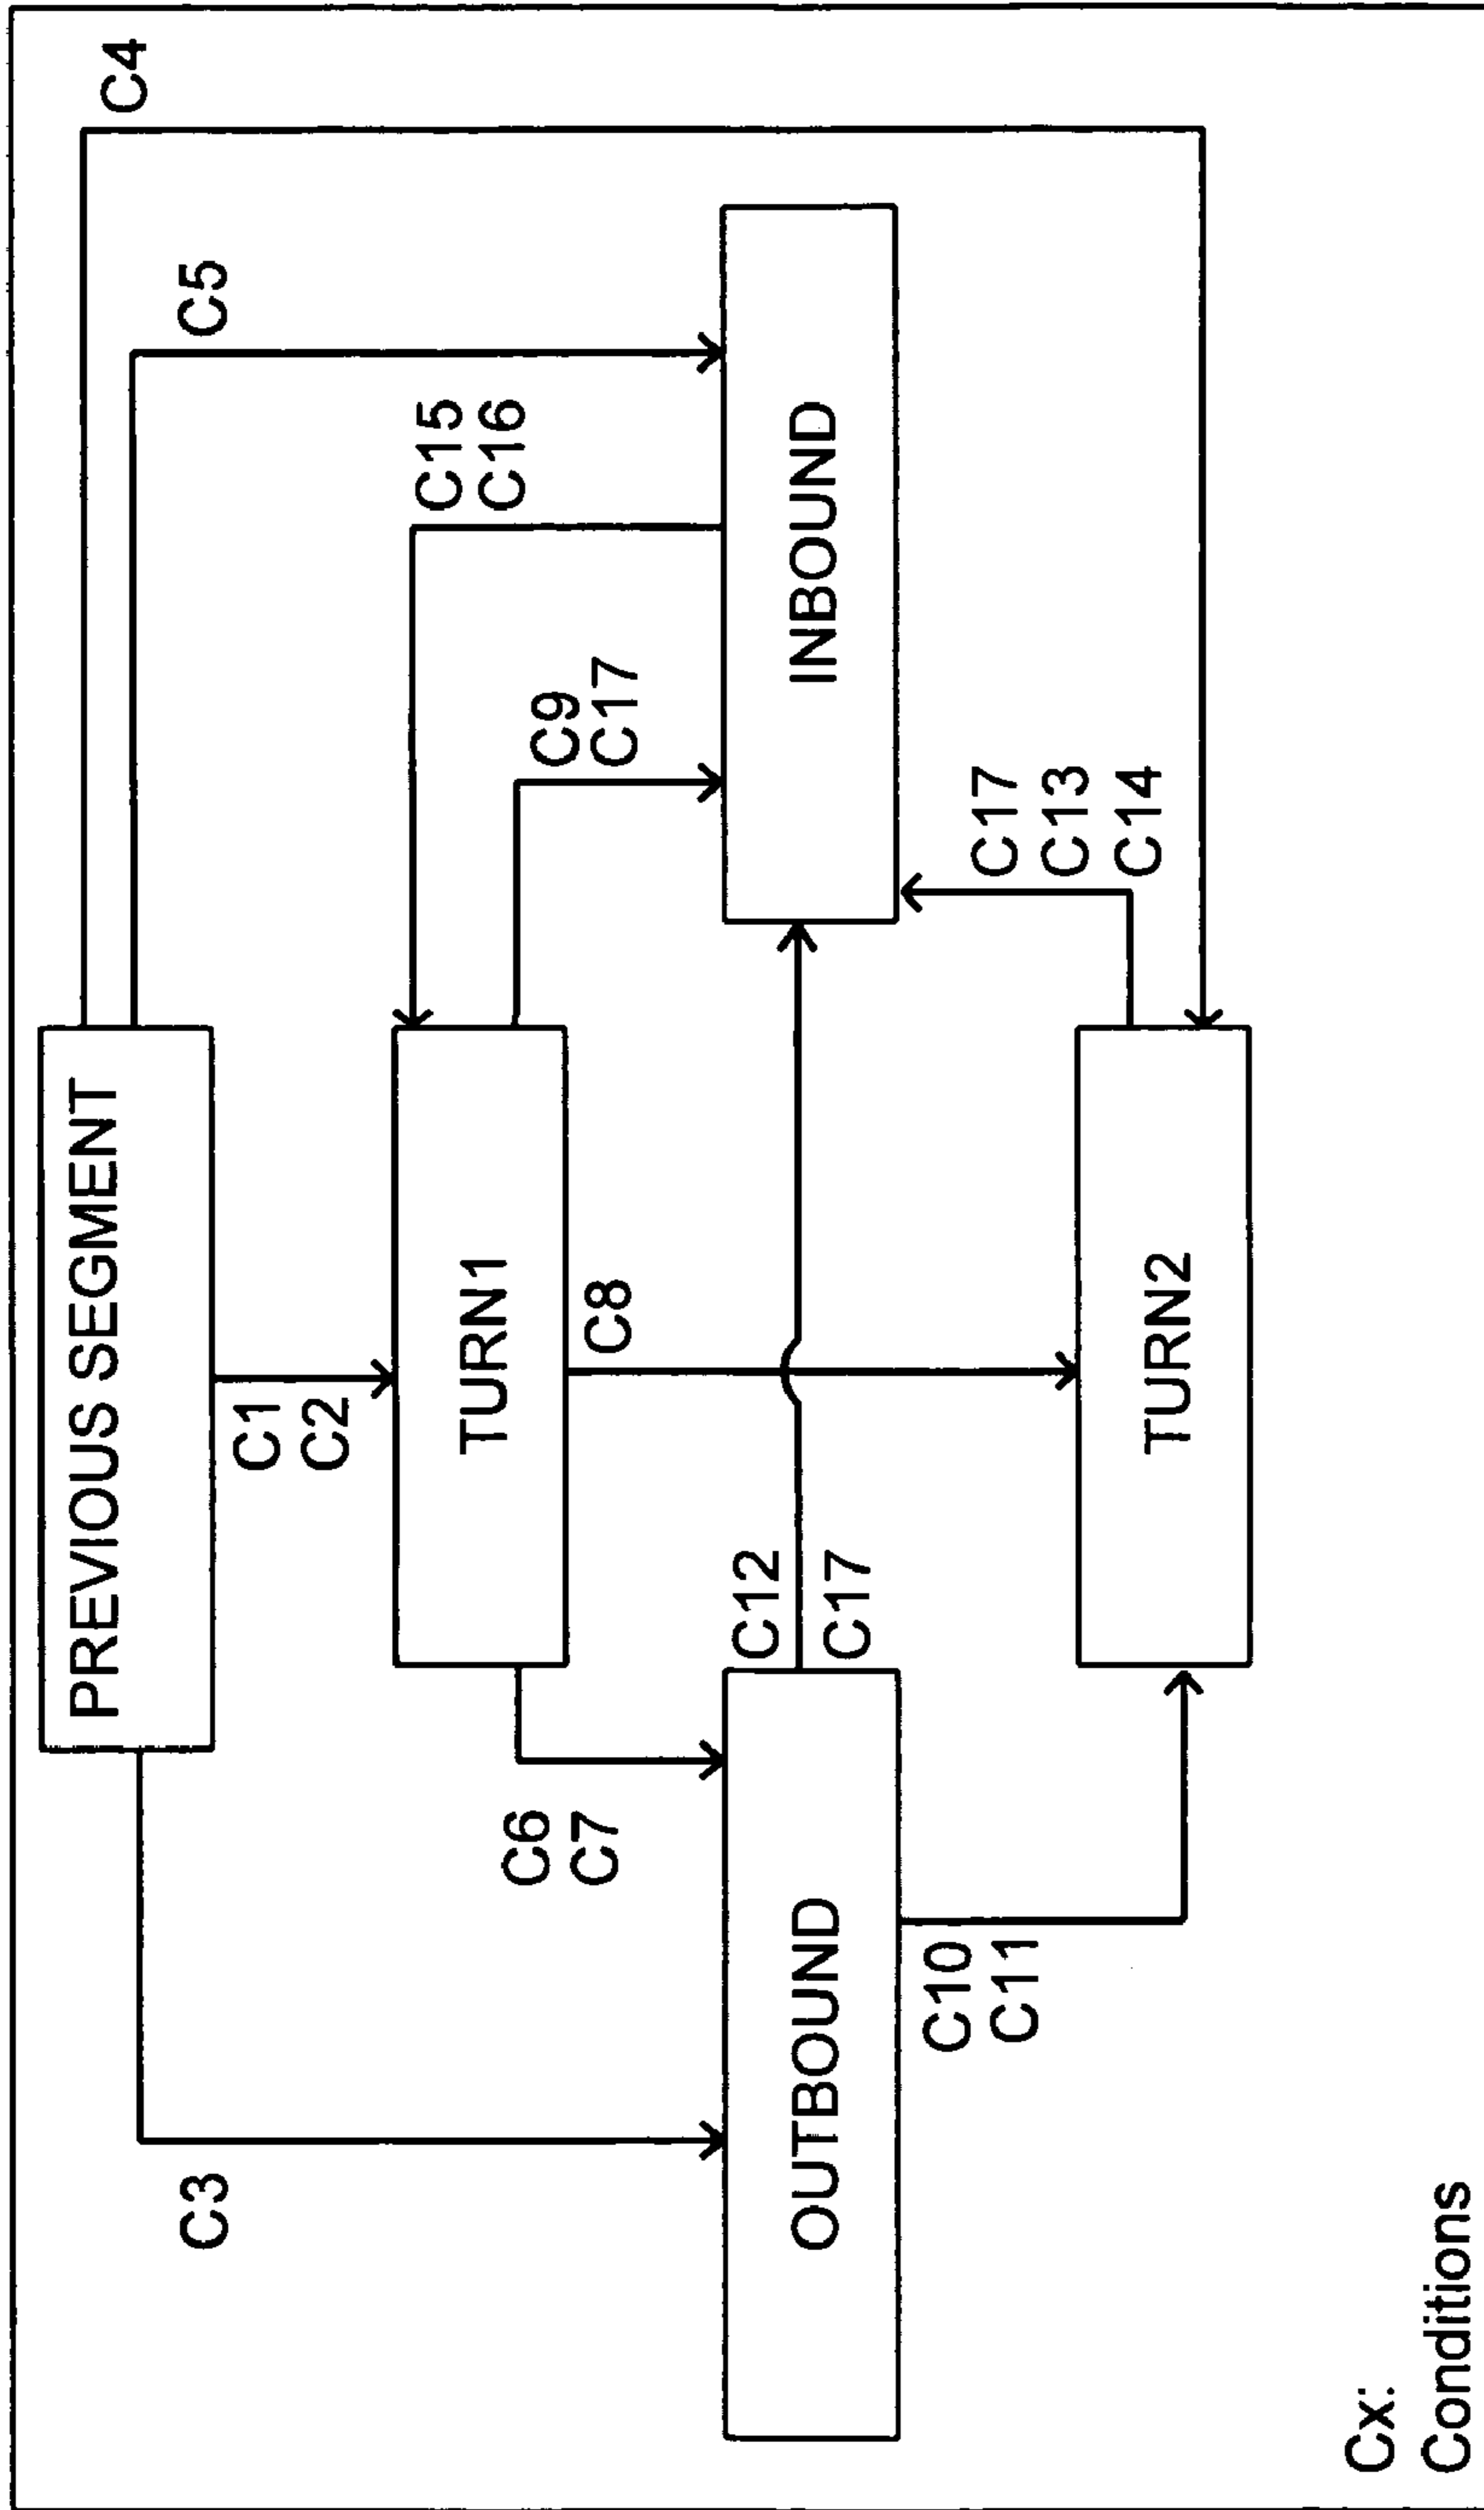 C4
PREVIOUS SEGMENT
C3
C1
C2
C5
C15
C16
TURN1
C6
C7
C9
C17
C8
C12
C17
OUTBOUND
INBOUND
C10
C11
C17
C13
C14
TURN2
Cx:
Conditions